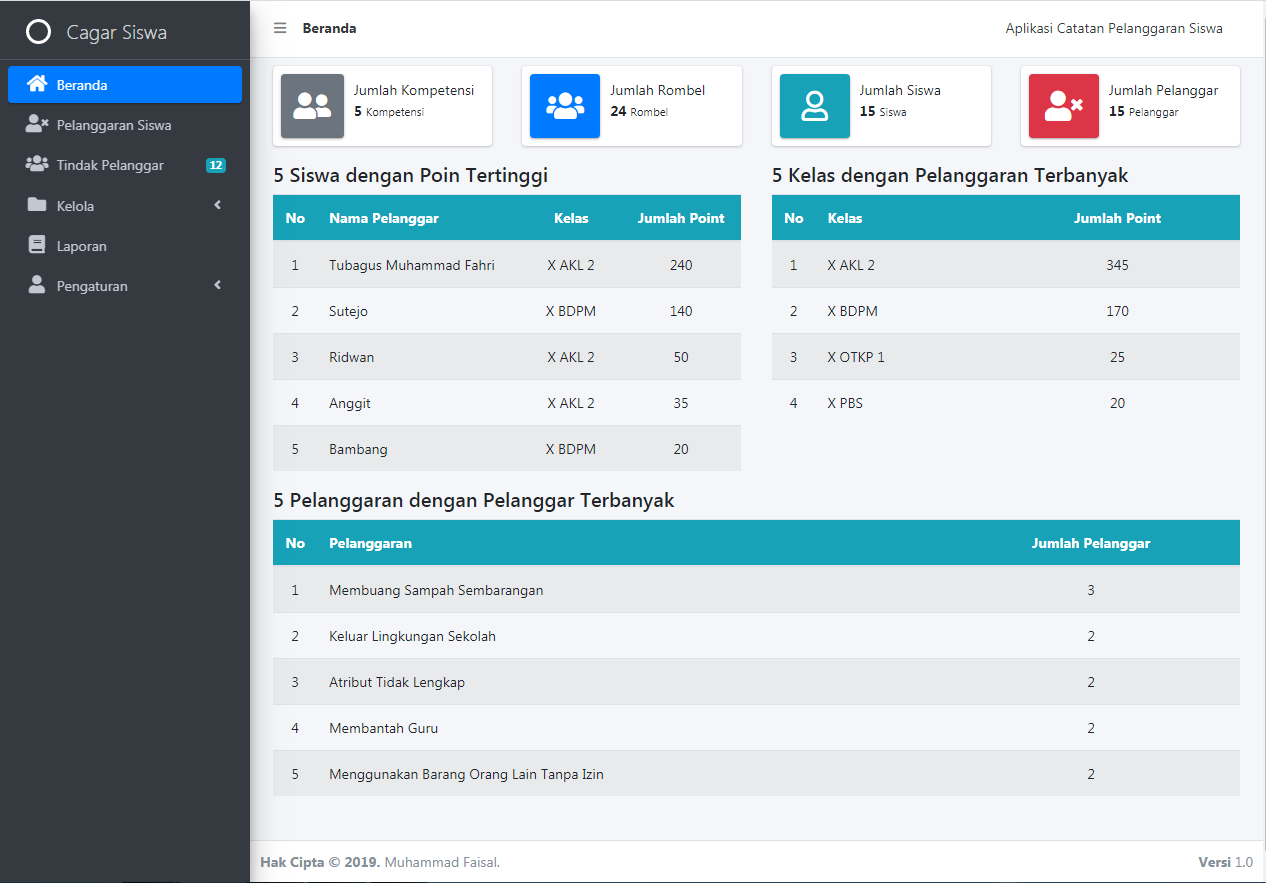 Cagar Siswa
Beranda
Pelanggaran Siswa
Tindak Pelanggar 12
Kelola
Laporan
Pengaturan
Beranda
Aplikasi Catatan Pelanggaran Siswa
Jumlah Kompetensi
5 Kompetensi
Jumlah Rombel
24 Rombel
Jumlah Siswa
15 Siswa
Jumlah Pelanggar
15 Pelanggar
5 Siswa dengan Poin Tertinggi
No Nama Pelanggar Kelas Jumlah Point
1 Tubagus Muhammad Fahri X AKL 2 240
2 Sutejo X BDPM 140
3 Ridwan X AKL 2 50
4 Anggit X AKL 2 35
5 Bambang X BDPM 20
5 Kelas dengan Pelanggaran Terbanyak
No Kelas Jumlah Point
1 X AKL 2 345
2 X BDPM 170
3 X OTKP 1 25
4 X PBS 20
5 Pelanggaran dengan Pelanggar Terbanyak
No Pelanggaran Jumlah Pelanggar
1 Membuang Sampah Sembarangan 3
2 Keluar Lingkungan Sekolah 2
3 Atribut Tidak Lengkap 2
4 Membantah Guru 2
5 Menggunakan Barang Orang Lain Tanpa Izin 2
Hak Cipta © 2019. Muhammad Faisal.
Versi 1.0